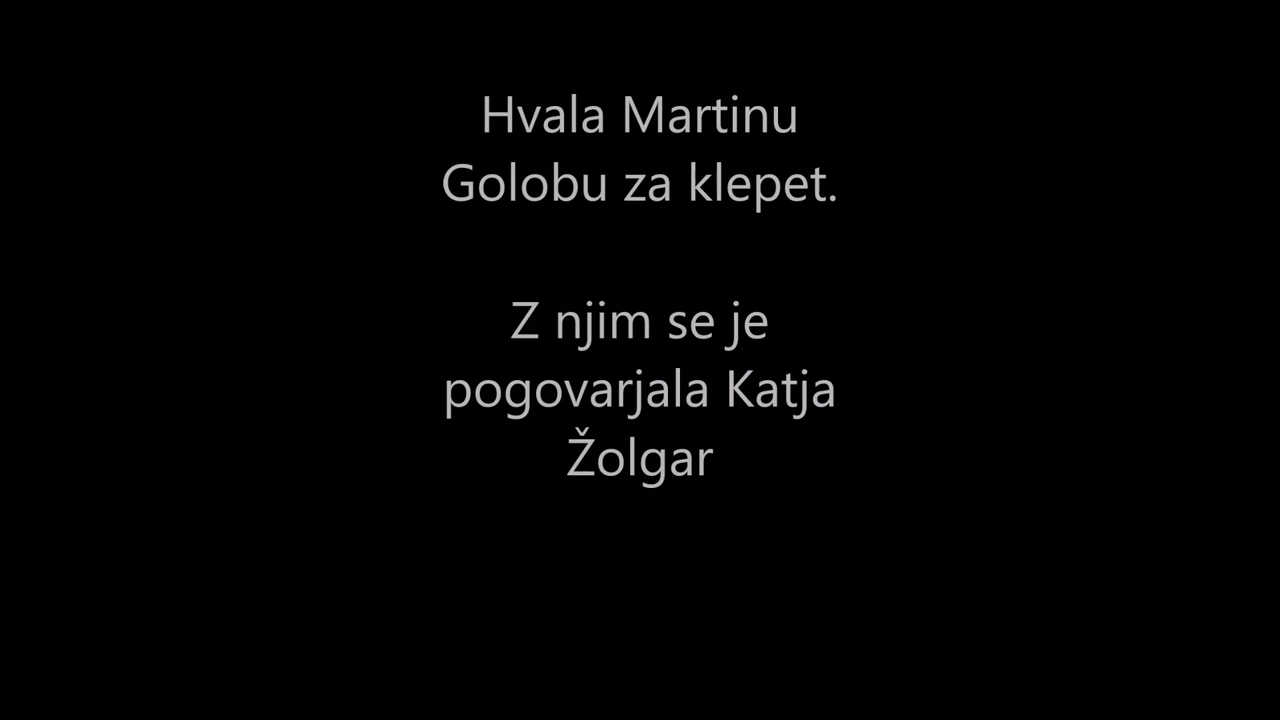 Hvala Martinu
Golobu za klepet.
Z njim se je
pogovarjala Katja
Žolgar